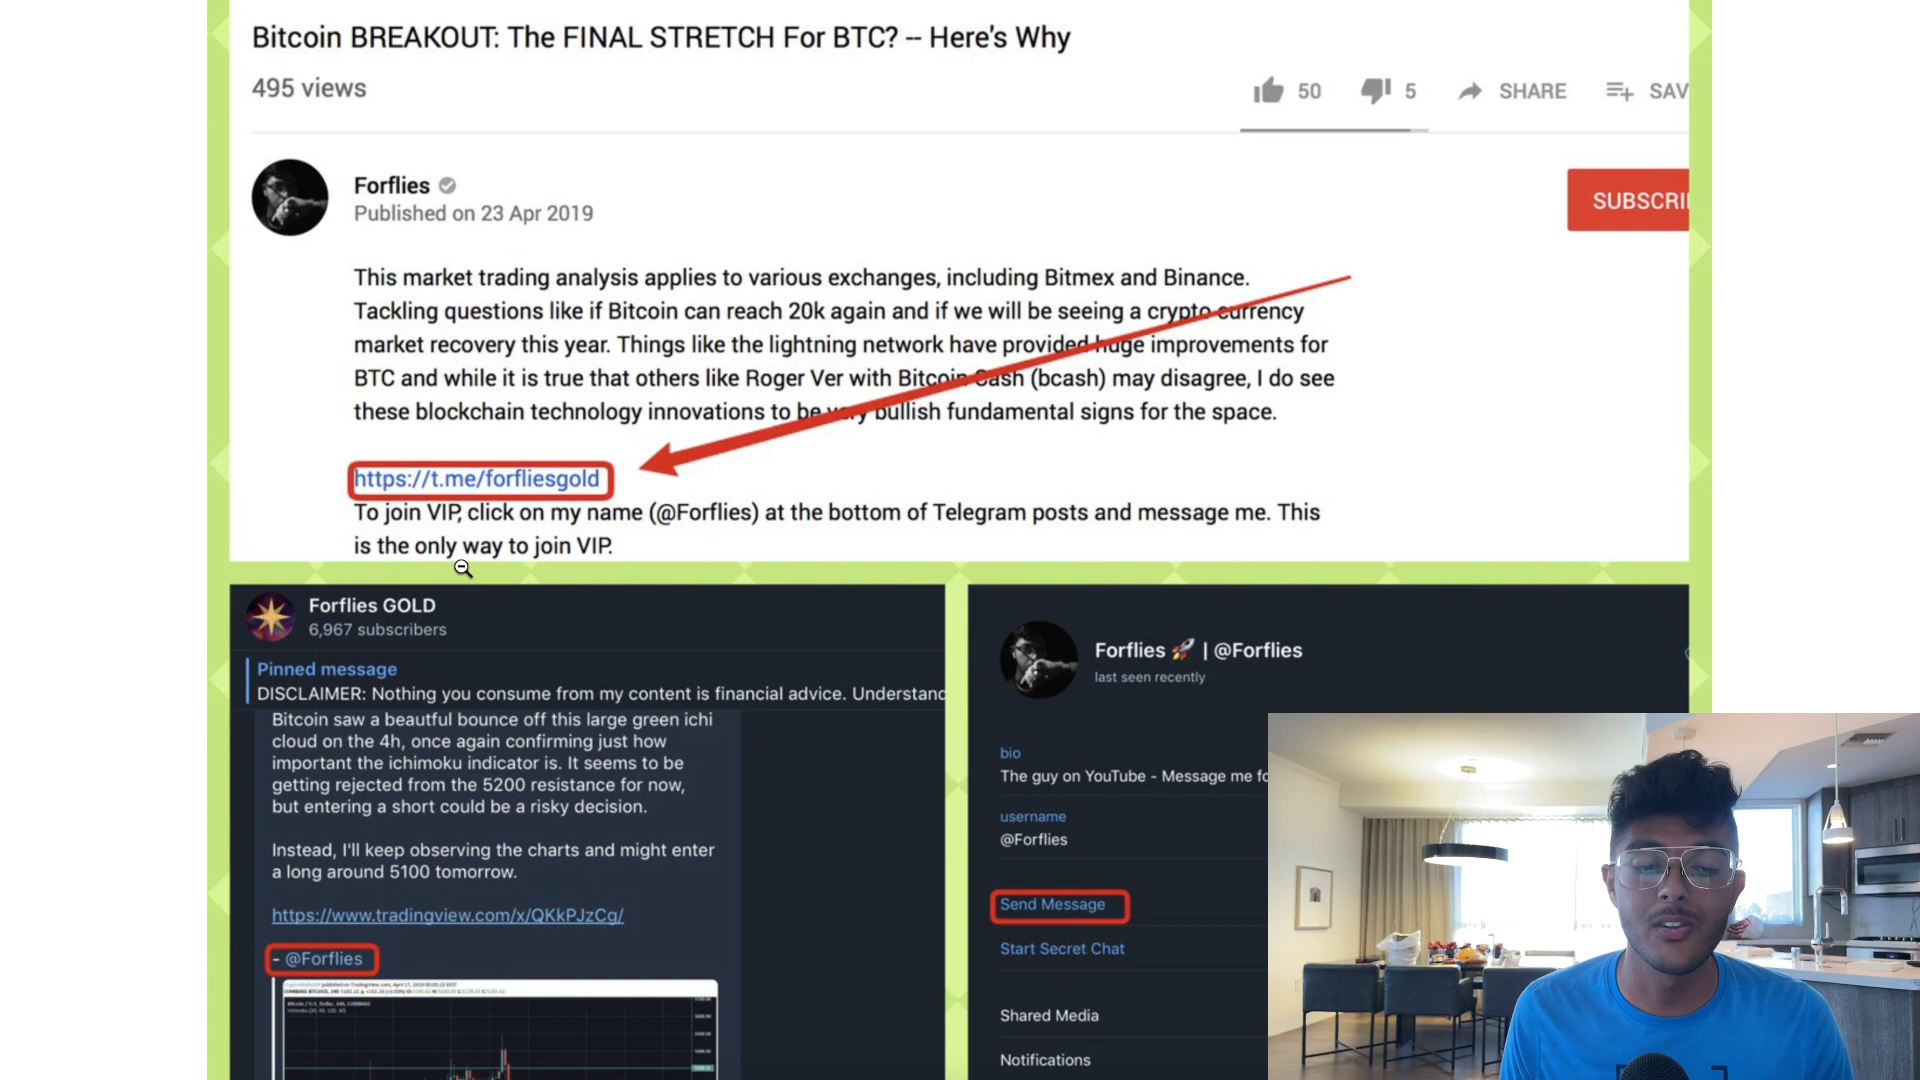 Bitcoin BREAKOUT: The FINAL STRETCH For BTC? -- Here's Why
495 views
50
5
SHARE
SAV
Forflies
Published on 23 Apr 2019
SUBSCRI
This market trading analysis applies to various exchanges, including Bitmex and Binance.
Tackling questions like if Bitcoin can reach 20k again and if we will be seeing a crypto currency
market recovery this year. Things like the lightning network have provided huge improvements for
BTC and while it is true that others like Roger Ver with Bitcoin Cash (bcash) may disagree, I do see
these blockchain technology innovations to be very bullish fundamental signs for the space.
https://t.me/forfliesgold
To join VIP, click on my name (@Forflies) at the bottom of Telegram posts and message me. This
is the only way to join VIP.
Forflies GOLD
6,967 subscribers
Pinned message
DISCLAIMER: Nothing you consume from my content is financial advice. Understand
Bitcoin saw a beautful bounce off this large green ichi
cloud on the 4h, once again confirming just how
important the ichimoku indicator is. It seems to be
getting rejected from the 5200 resistance for now,
but entering a short could be a risky decision.
Instead, I'll keep observing the charts and might enter
a long around 5100 tomorrow.
https://www.tradingview.com/x/QKkPJzCg/
- @Forflies
Forflies 🚀 | @Forflies
last seen recently
bio
The guy on YouTube - Message me fo
username
@Forflies
Send Message
Start Secret Chat
Shared Media
Notifications